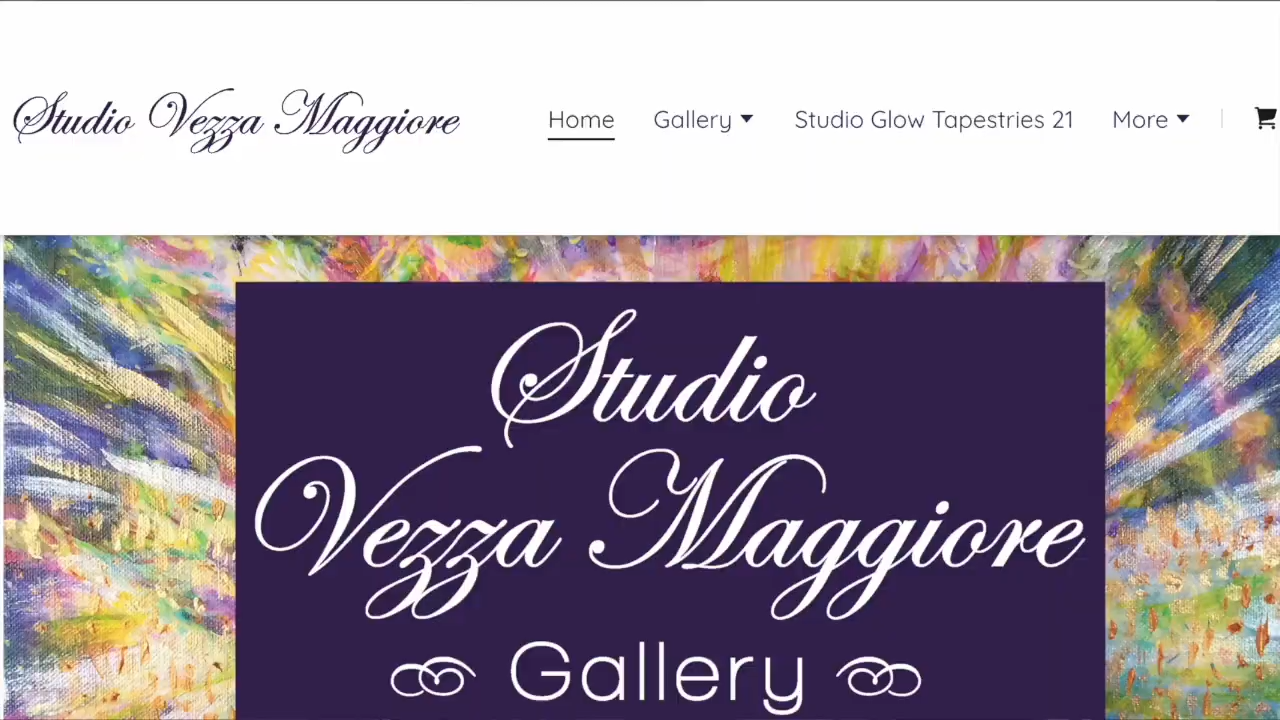 Studio Vezza Maggiore
Home Gallery Studio Glow Tapestries 21 More
Studio
Vezza Maggiore
Gallery